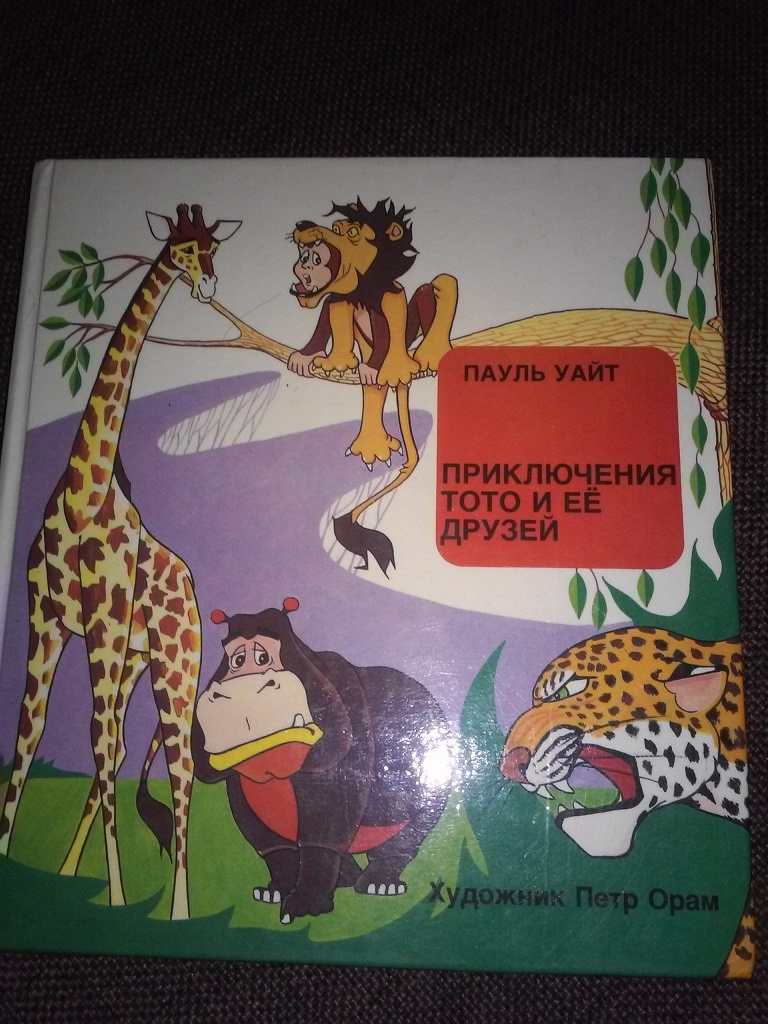 ПАУЛЬ УАЙТ
ПРИКЛЮЧЕНИЯ
ТОТО И ЕЁ
ДРУЗЕЙ
Художник Петр Орам